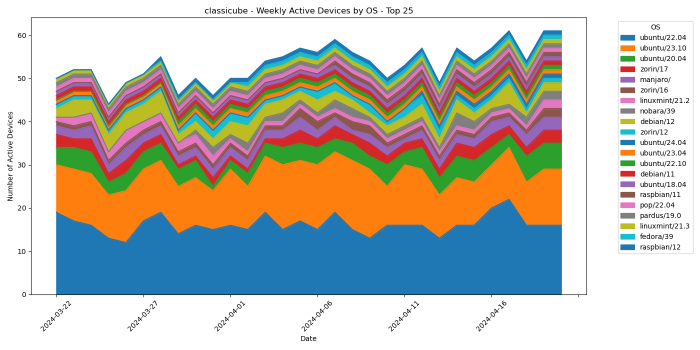 classicube - Weekly Active Devices by OS - Top 25
Number of Active Devices
60
50
40
30
20
10
0
2024-03-22
2024-03-27
2024-04-01
2024-04-06
2024-04-11
2024-04-16
Date
OS
ubuntu/22.04
ubuntu/23.10
ubuntu/20.04
zorin/17
manjaro/
zorin/16
linuxmint/21.2
nobara/39
debian/12
zorin/12
ubuntu/24.04
ubuntu/23.04
ubuntu/22.10
debian/11
ubuntu/18.04
raspbian/11
pop/22.04
pardus/19.0
linuxmint/21.3
fedora/39
raspbian/12